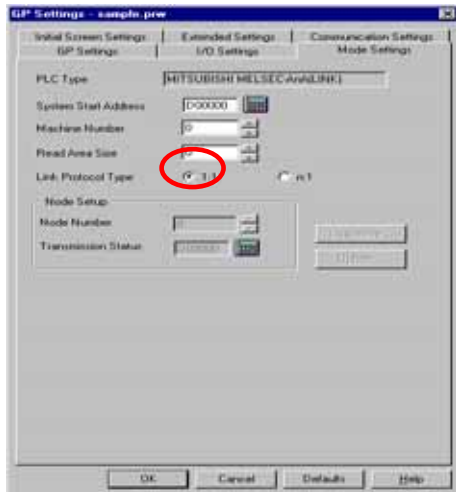 GP Settings - sample.prw
Initial Screen Settings Extended Settings Communication Settings
GP Settings I/O Settings Mode Settings
PLC Type MITSUBISHI MELSEC-AnN(LINK)
System Start Address D00000
Machine Number 0
Read Area Size 0
Link Protocol Type 1:1 n:1
Node Setup
Node Number
Transmission Status
OK Cancel Defaults Help